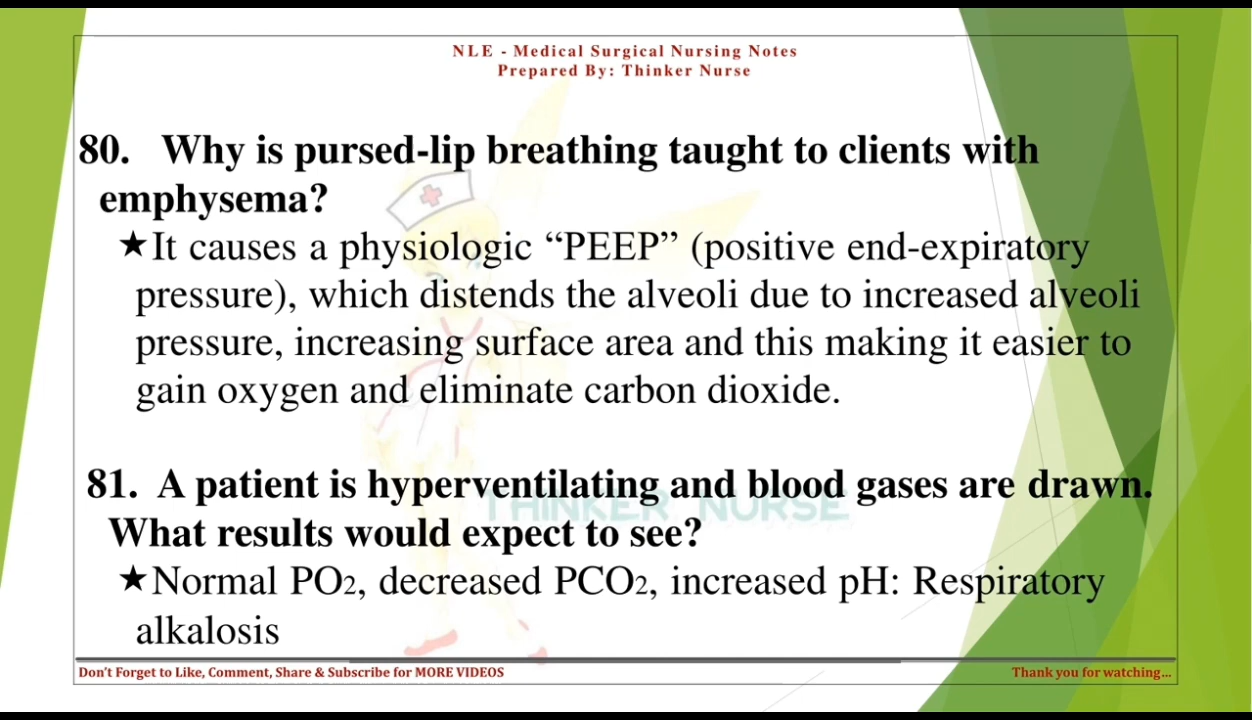 NLE - Medical Surgical Nursing Notes
Prepared By: Thinker Nurse
80. Why is pursed-lip breathing taught to clients with
emphysema?
★It causes a physiologic “PEEP” (positive end-expiratory
pressure), which distends the alveoli due to increased alveoli
pressure, increasing surface area and this making it easier to
gain oxygen and eliminate carbon dioxide.
81. A patient is hyperventilating and blood gases are drawn.
THINKER NURSE
What results would expect to see?
★Normal PO2, decreased PCO2, increased pH: Respiratory
alkalosis
Don't Forget to Like, Comment, Share & Subscribe for MORE VIDEOS
Thank you for watching...